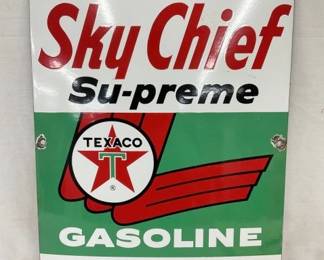 Sky Chief
Su-preme
TEXACO
T
®
GASOLINE